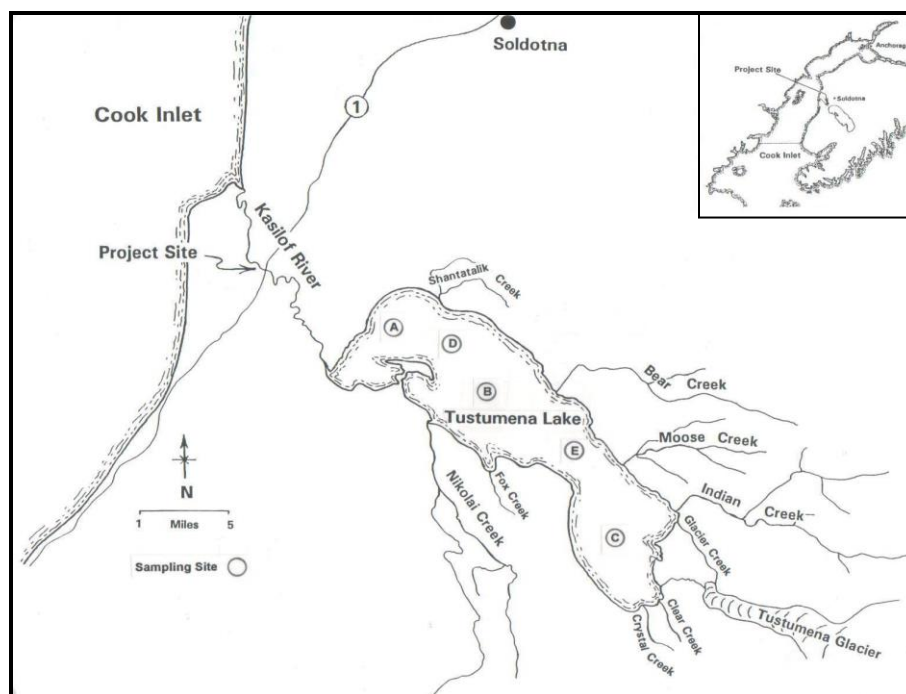 Soldotna
1
Cook Inlet
Kasilof River
Project Site
Shantatalik
Creek
A
D
B
Tustumena Lake
E
C
Bear Creek
Moose Creek
Indian
Creek
Glacier Creek
Tustumena Glacier
Clear Creek
Crystal Creek
Fox Creek
Nikolai Creek
N
1 Miles 5
Sampling Site
Project Site
Soldotna
Cook Inlet